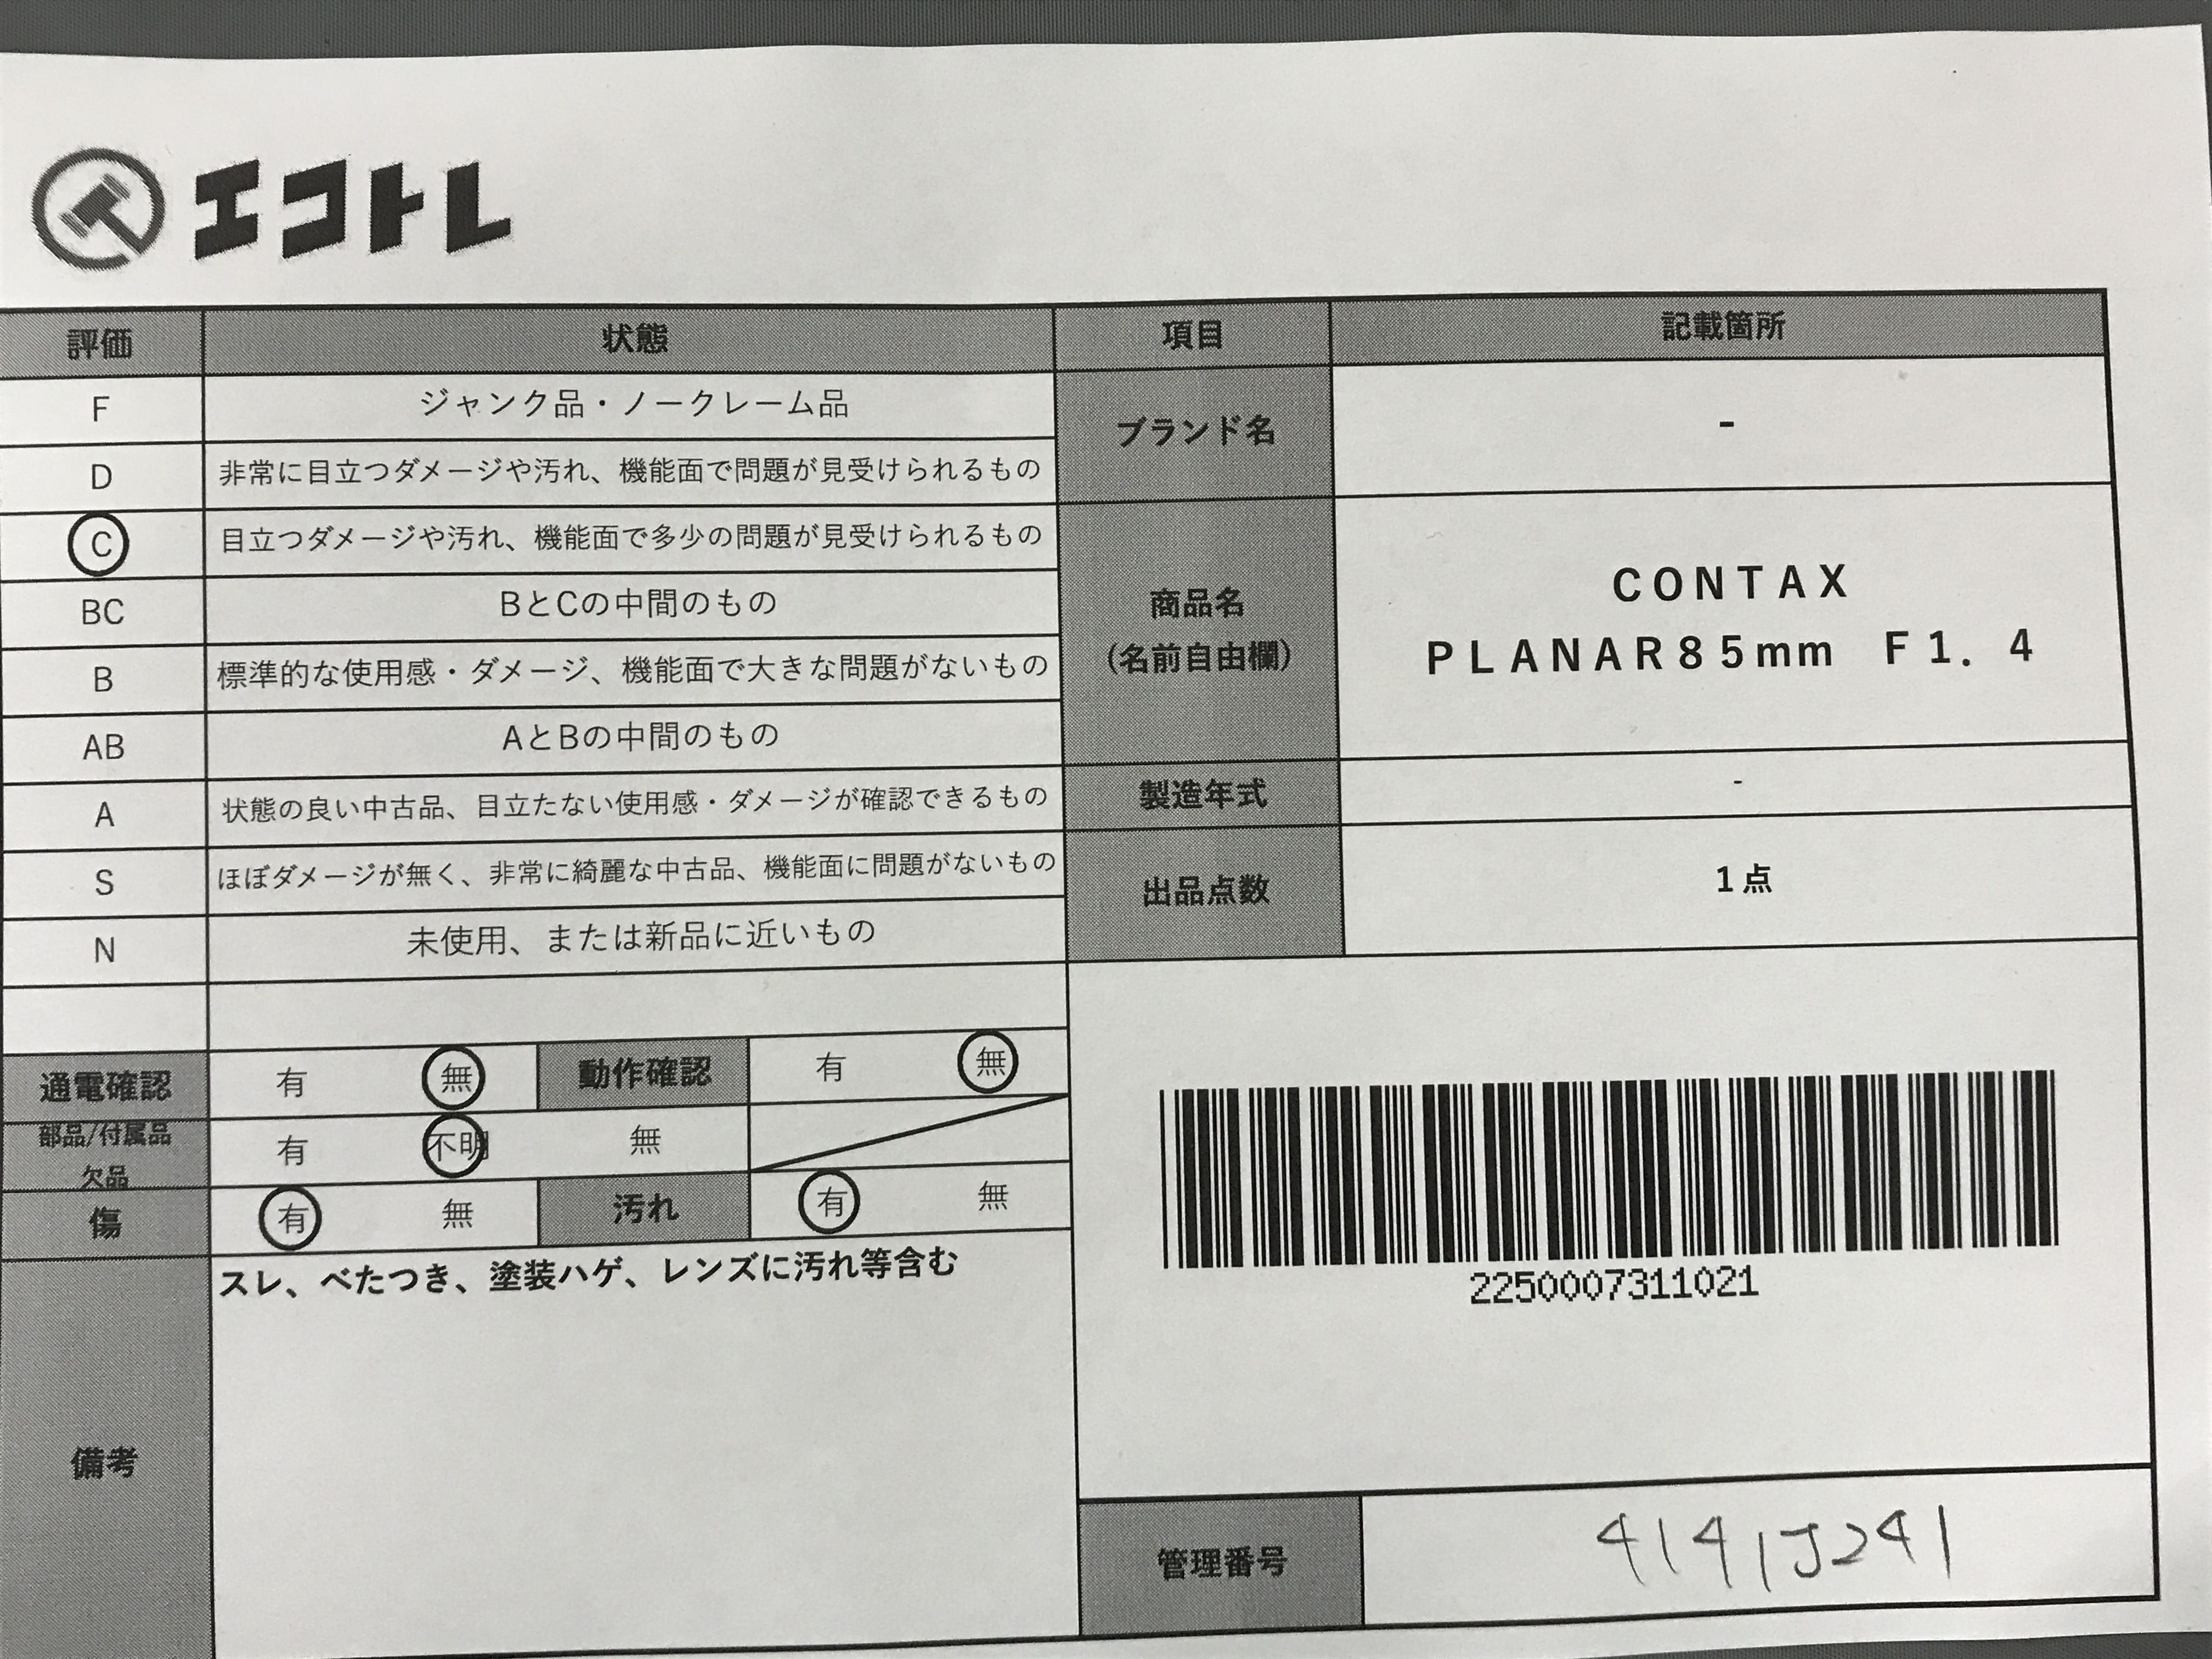 エコトレ
評価 状態 項目 記載箇所
F ジャンク品・ノークレーム品
D 非常に目立つダメージや汚れ、機能面で問題が見受けられるもの
ブランド名 -
C 目立つダメージや汚れ、機能面で多少の問題が見受けられるもの
BC BとCの中間のもの
B 標準的な使用感・ダメージ、機能面で大きな問題がないもの
AB AとBの中間のもの
商品名
(名前自由欄)
CONTAX
PLANAR85mm F1.4
A 状態の良い中古品、目立たない使用感・ダメージが確認できるもの
製造年式 -
S ほぼダメージが無く、非常に綺麗な中古品、機能面に問題がないもの
N 未使用、または新品に近いもの
出品点数 1点
通電確認 有 無 動作確認 有 無
部品/付属品
欠品
有 不明 無
傷 有 無 汚れ 有 無
備考 スレ、べたつき、塗装ハゲ、レンズに汚れ等含む
2250007311021
管理番号 4141J241